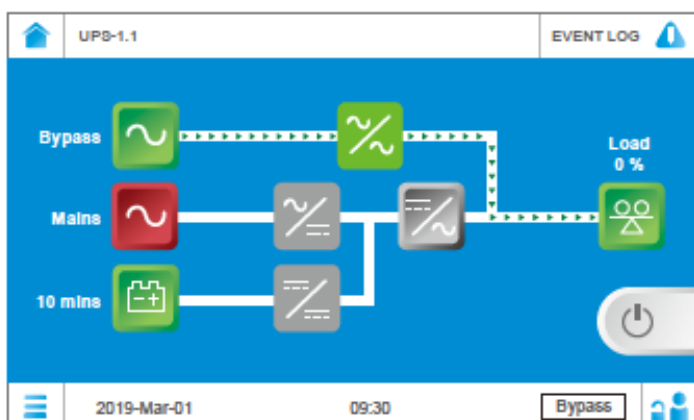 UPS-1.1
EVENT LOG
Bypass
Load
0 %
Mains
10 mins
2019-Mar-01
09:30
Bypass